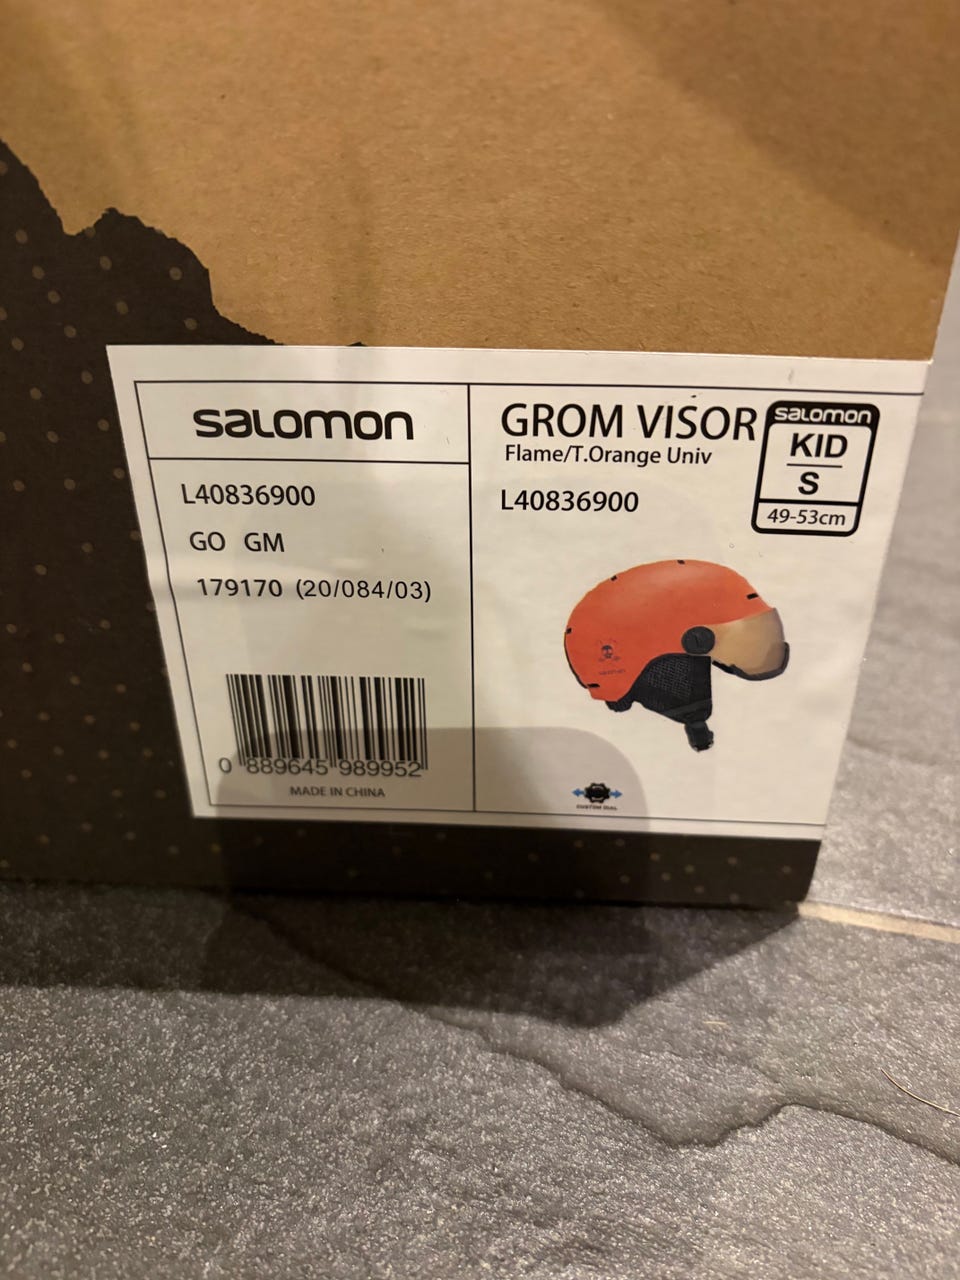 salomon
L40836900
GO GM
179170 (20/084/03)
0 889645 989952
MADE IN CHINA
GROM VISOR
Flame/T.Orange Univ
L40836900
salomon
KID
S
49-53cm
salomon
CUSTOM DIAL